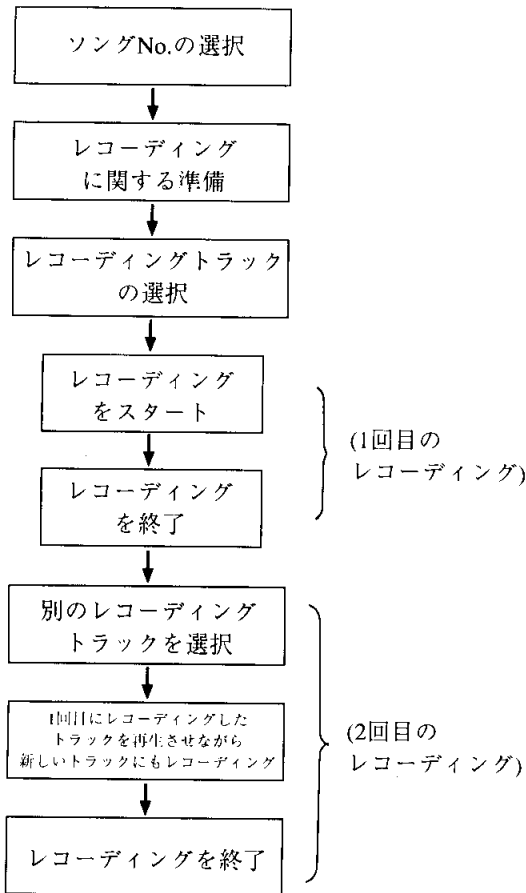 ソングNo.の選択
レコーディング
に関する準備
レコーディングトラック
の選択
レコーディング
をスタート
レコーディング
を終了
(1回目の
レコーディング)
別のレコーディング
トラックを選択
1回目にレコーディングした
トラックを再生させながら
新しいトラックにもレコーディング
レコーディングを終了
(2回目の
レコーディング)